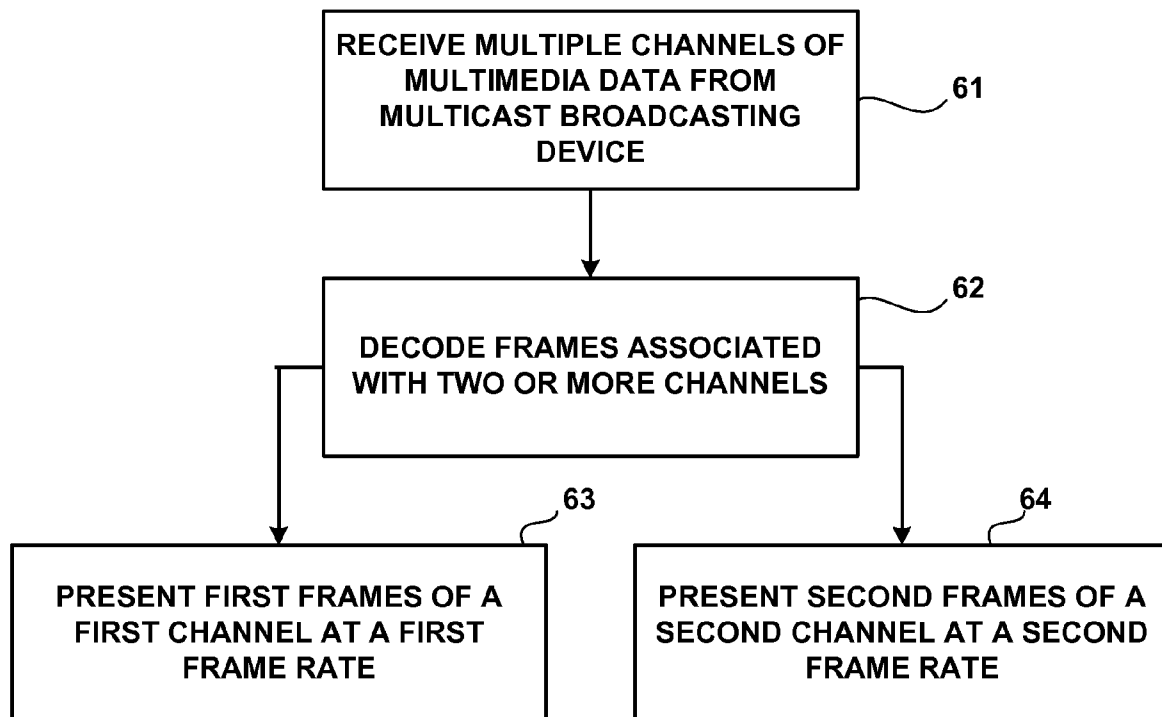 RECEIVE MULTIPLE CHANNELS OF
MULTIMEDIA DATA FROM
MULTICAST BROADCASTING
DEVICE
61
DECODE FRAMES ASSOCIATED
WITH TWO OR MORE CHANNELS
62
PRESENT FIRST FRAMES OF A
FIRST CHANNEL AT A FIRST
FRAME RATE
63
PRESENT SECOND FRAMES OF A
SECOND CHANNEL AT A SECOND
FRAME RATE
64